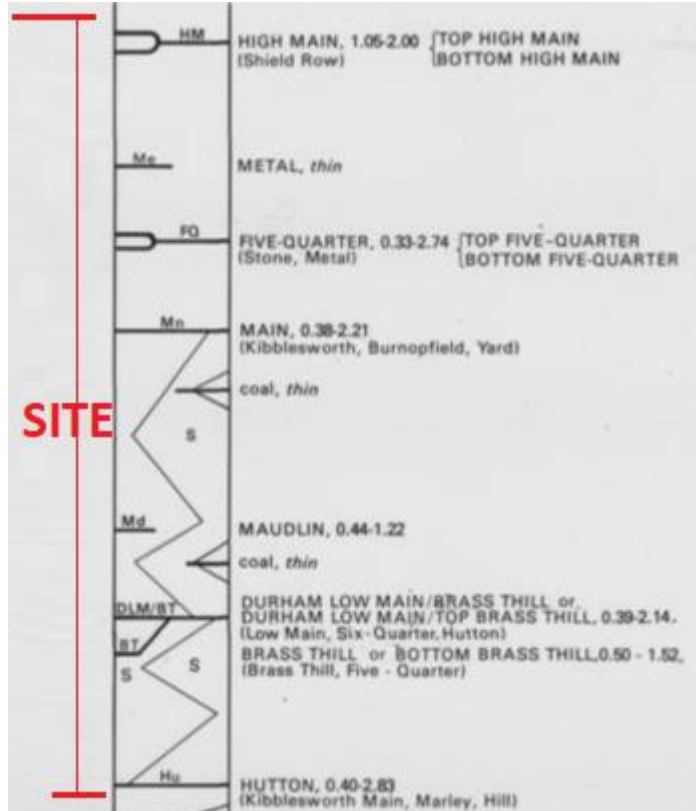 HM
HIGH MAIN, 1.05-2.00 TOP HIGH MAIN
(Shield Row) BOTTOM HIGH MAIN
Me
METAL, thin
FQ
FIVE-QUARTER, 0.33-2.74 TOP FIVE-QUARTER
(Stone, Metal) BOTTOM FIVE-QUARTER
Mn
MAIN, 0.38-2.21
(Kibblesworth, Burnopfield, Yard)
coal, thin
SITE
S
Md
MAUDLIN, 0.44-1.22
coal, thin
DLM/BT
DURHAM LOW MAIN/BRASS THILL or
DURHAM LOW MAIN/TOP BRASS THILL, 0.39-2.14.
(Low Main, Six-Quarter, Hutton)
BT
BRASS THILL or BOTTOM BRASS THILL, 0.50 - 1.52,
(Brass Thill, Five - Quarter)
S
S
Hu
HUTTON, 0.40-2.83
(Kibblesworth Main, Marley, Hill)